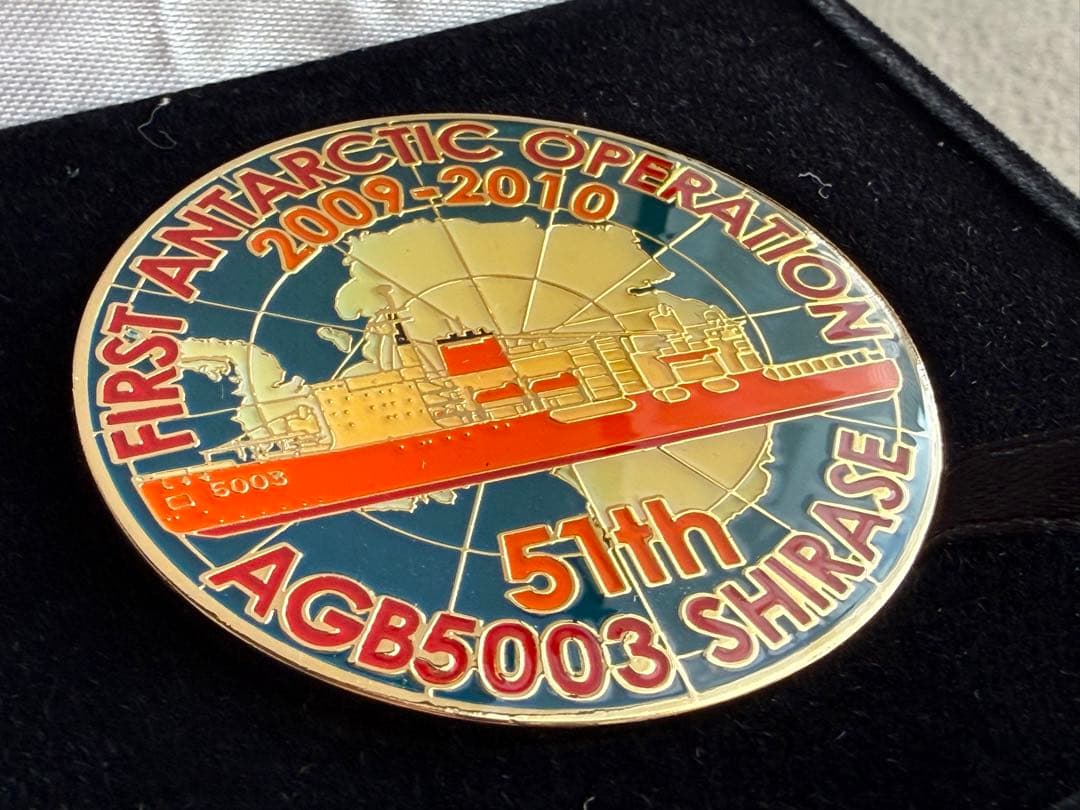 FIRST ANTARCTIC OPERATION
2009-2010
5003
51th
AGB5003 SHIRASE